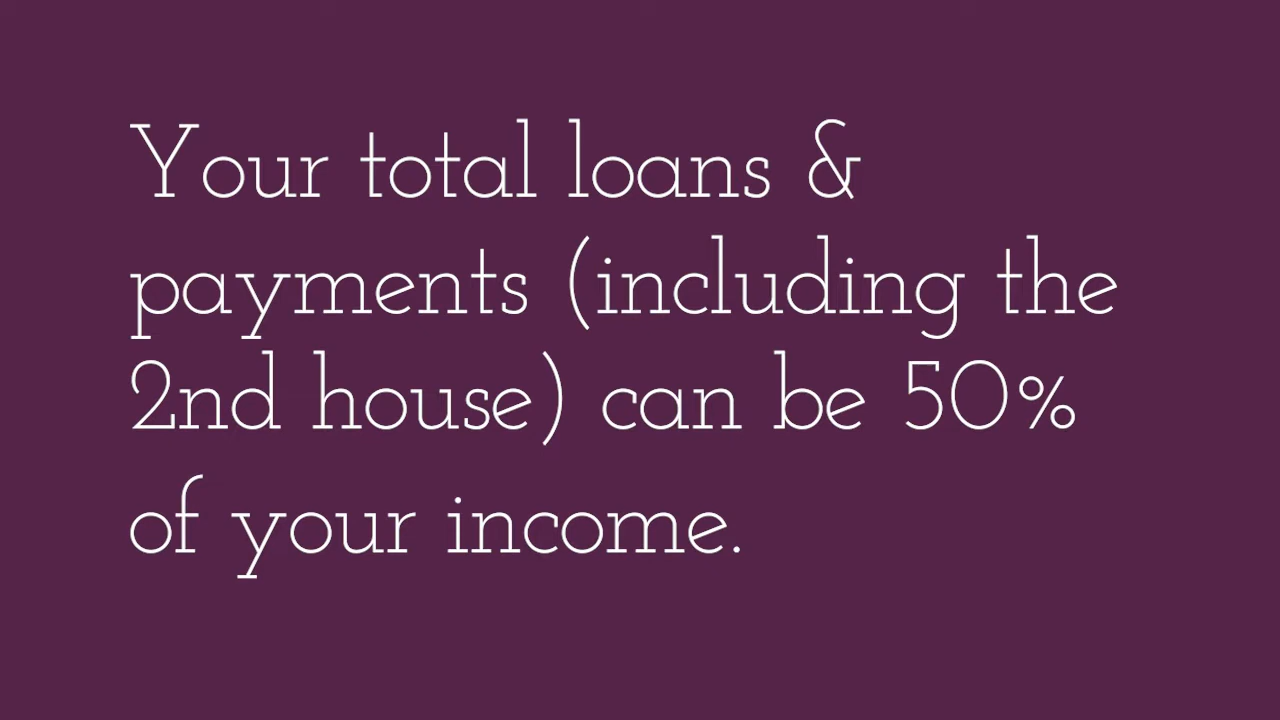 Your total loans &
payments (including the
2nd house) can be 50%
of your income.